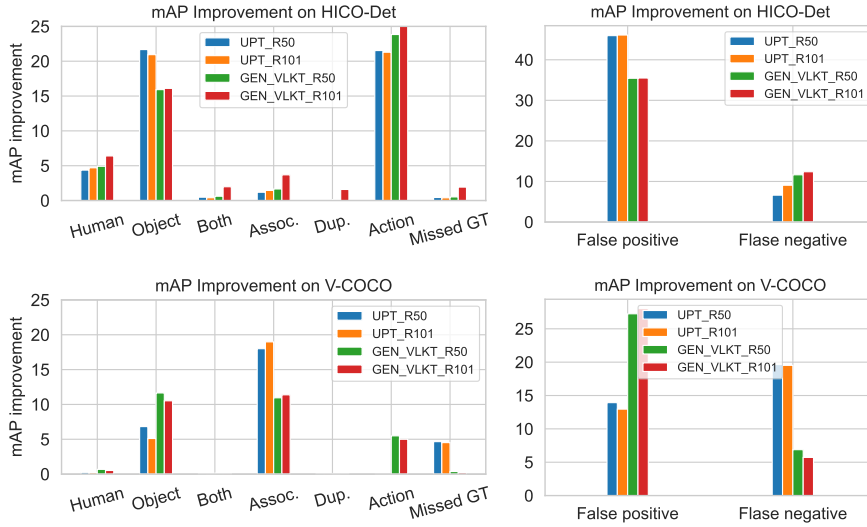 mAP Improvement on HICO-Det
mAP improvement
25
20
15
10
5
0
UPT_R50
UPT_R101
GEN_VLKT_R50
GEN_VLKT_R101
Human
Object
Both
Assoc.
Dup.
Action
Missed GT
mAP Improvement on HICO-Det
40
30
20
10
0
UPT_R50
UPT_R101
GEN_VLKT_R50
GEN_VLKT_R101
False positive
Flase negative
mAP Improvement on V-COCO
mAP improvement
25
20
15
10
5
0
UPT_R50
UPT_R101
GEN_VLKT_R50
GEN_VLKT_R101
Human
Object
Both
Assoc.
Dup.
Action
Missed GT
mAP Improvement on V-COCO
25
20
15
10
5
0
UPT_R50
UPT_R101
GEN_VLKT_R50
GEN_VLKT_R101
False positive
Flase negative